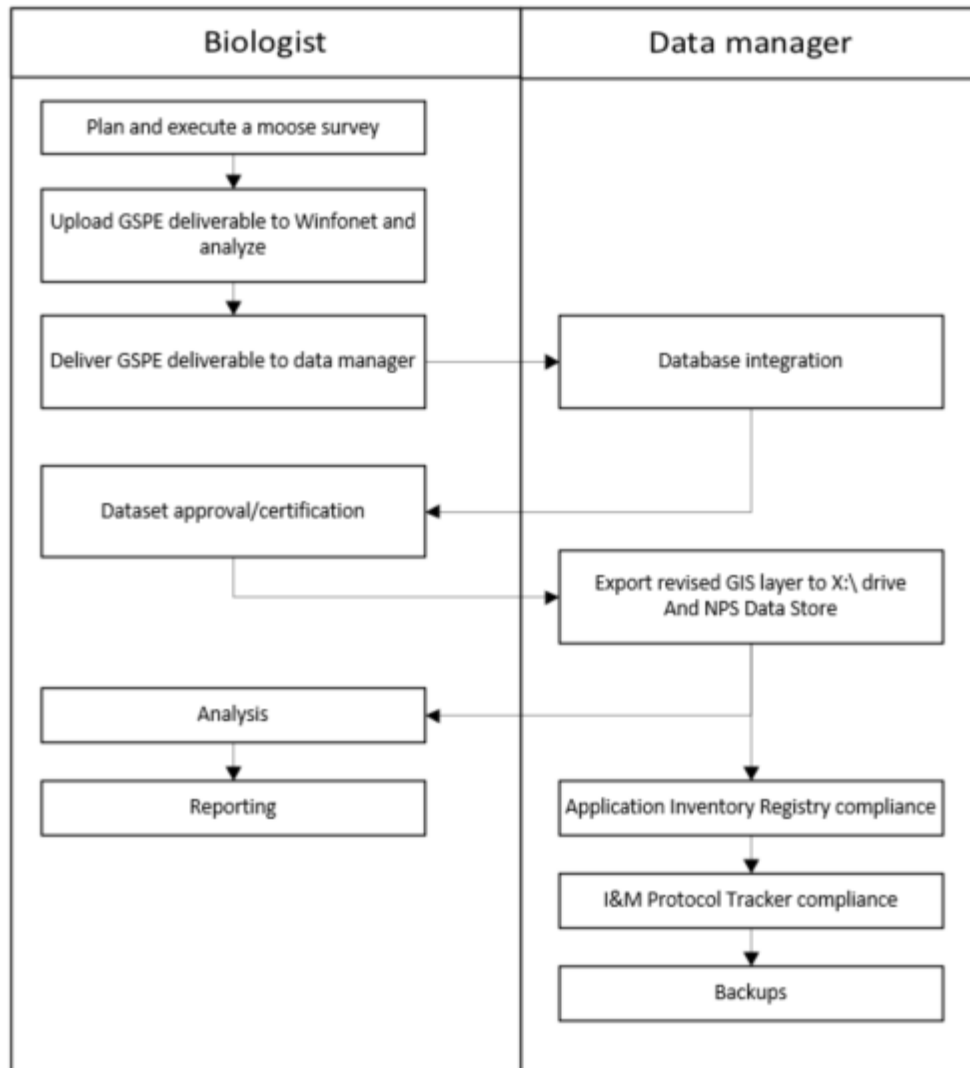 Biologist
Data manager
Plan and execute a moose survey
Upload GSPE deliverable to Winfonet and
analyze
Deliver GSPE deliverable to data manager
Database integration
Dataset approval/certification
Export revised GIS layer to X:\ drive
And NPS Data Store
Analysis
Reporting
Application Inventory Registry compliance
I&M Protocol Tracker compliance
Backups